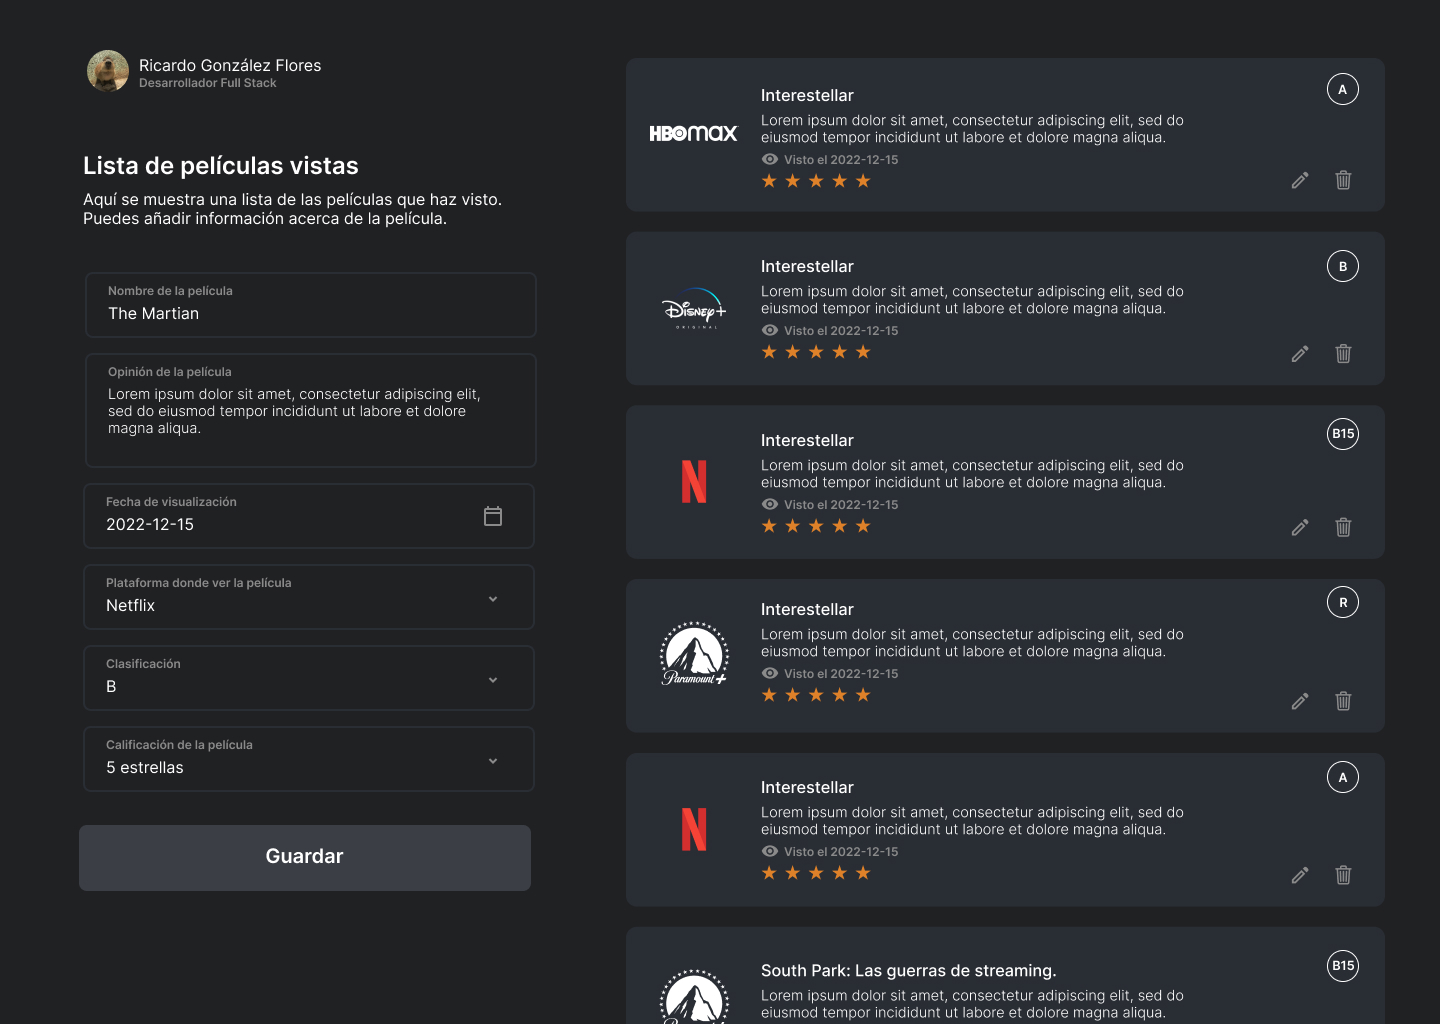 Ricardo González Flores
Desarrollador Full Stack
Lista de películas vistas
Aquí se muestra una lista de las películas que haz visto.
Puedes añadir información acerca de la película.
Nombre de la película
The Martian
Opinión de la película
Lorem ipsum dolor sit amet, consectetur adipiscing elit,
sed do eiusmod tempor incididunt ut labore et dolore
magna aliqua.
Fecha de visualización
2022-12-15
Plataforma donde ver la película
Netflix
Clasificación
B
Calificación de la película
5 estrellas
Guardar
HBOmax
Interestellar
A
Lorem ipsum dolor sit amet, consectetur adipiscing elit, sed do
eiusmod tempor incididunt ut labore et dolore magna aliqua.
Visto el 2022-12-15
Disney+
ORIGINAL
Interestellar
B
Lorem ipsum dolor sit amet, consectetur adipiscing elit, sed do
eiusmod tempor incididunt ut labore et dolore magna aliqua.
Visto el 2022-12-15
N
Interestellar
B15
Lorem ipsum dolor sit amet, consectetur adipiscing elit, sed do
eiusmod tempor incididunt ut labore et dolore magna aliqua.
Visto el 2022-12-15
Paramount+
Interestellar
R
Lorem ipsum dolor sit amet, consectetur adipiscing elit, sed do
eiusmod tempor incididunt ut labore et dolore magna aliqua.
Visto el 2022-12-15
N
Interestellar
A
Lorem ipsum dolor sit amet, consectetur adipiscing elit, sed do
eiusmod tempor incididunt ut labore et dolore magna aliqua.
Visto el 2022-12-15
Paramount+
South Park: Las guerras de streaming.
B15
Lorem ipsum dolor sit amet, consectetur adipiscing elit, sed do
eiusmod tempor incididunt ut labore et dolore magna aliqua.